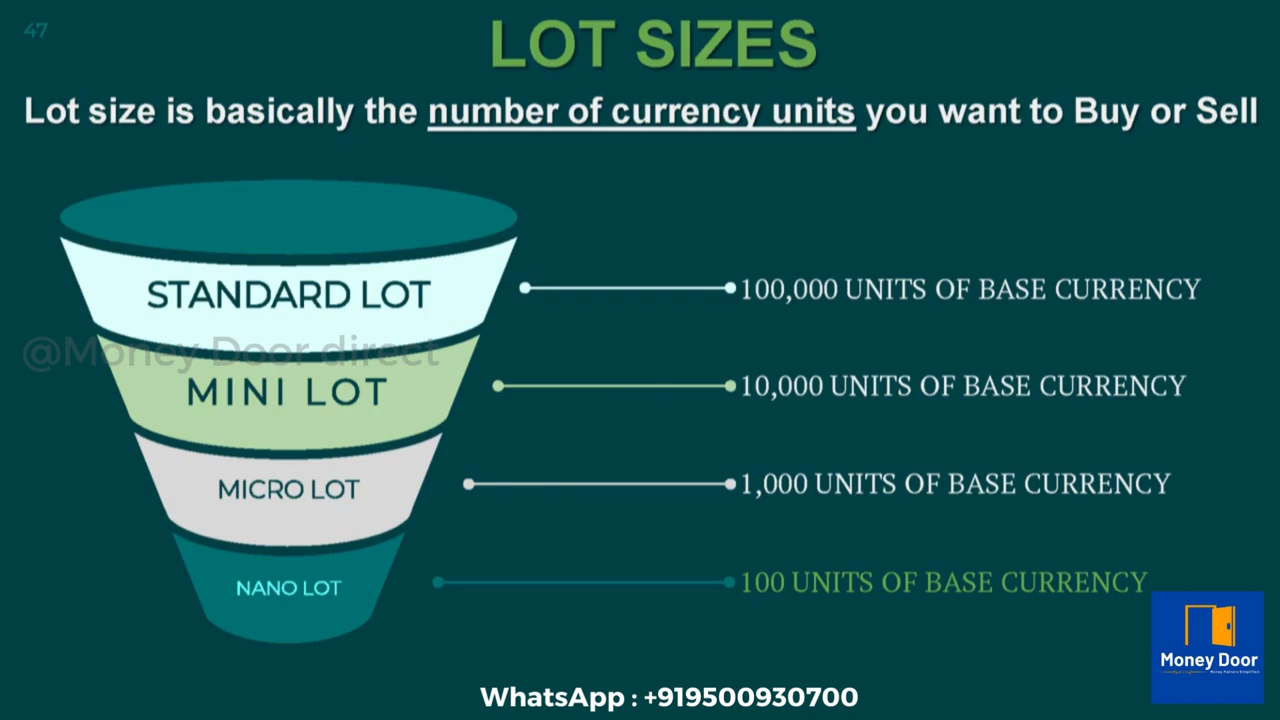 47
LOT SIZES
Lot size is basically the number of currency units you want to Buy or Sell
STANDARD LOT
100,000 UNITS OF BASE CURRENCY
@Money Door direct
MINI LOT
10,000 UNITS OF BASE CURRENCY
MICRO LOT
1,000 UNITS OF BASE CURRENCY
NANO LOT
100 UNITS OF BASE CURRENCY
Money Door
WhatsApp : +919500930700